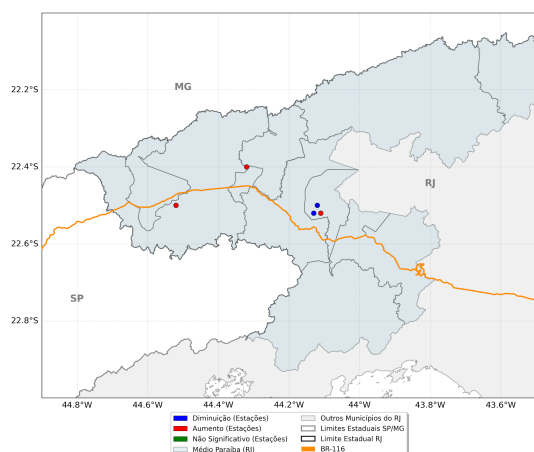 MG
RJ
SP
22.2°S
22.4°S
22.6°S
22.8°S
44.8°W
44.6°W
44.4°W
44.2°W
44°W
43.8°W
43.6°W
Diminuição (Estações)
Aumento (Estações)
Não Significativo (Estações)
Médio Paraíba (RJ)
Outros Municípios do RJ
Limites Estaduais SP/MG
Limite Estadual RJ
BR-116